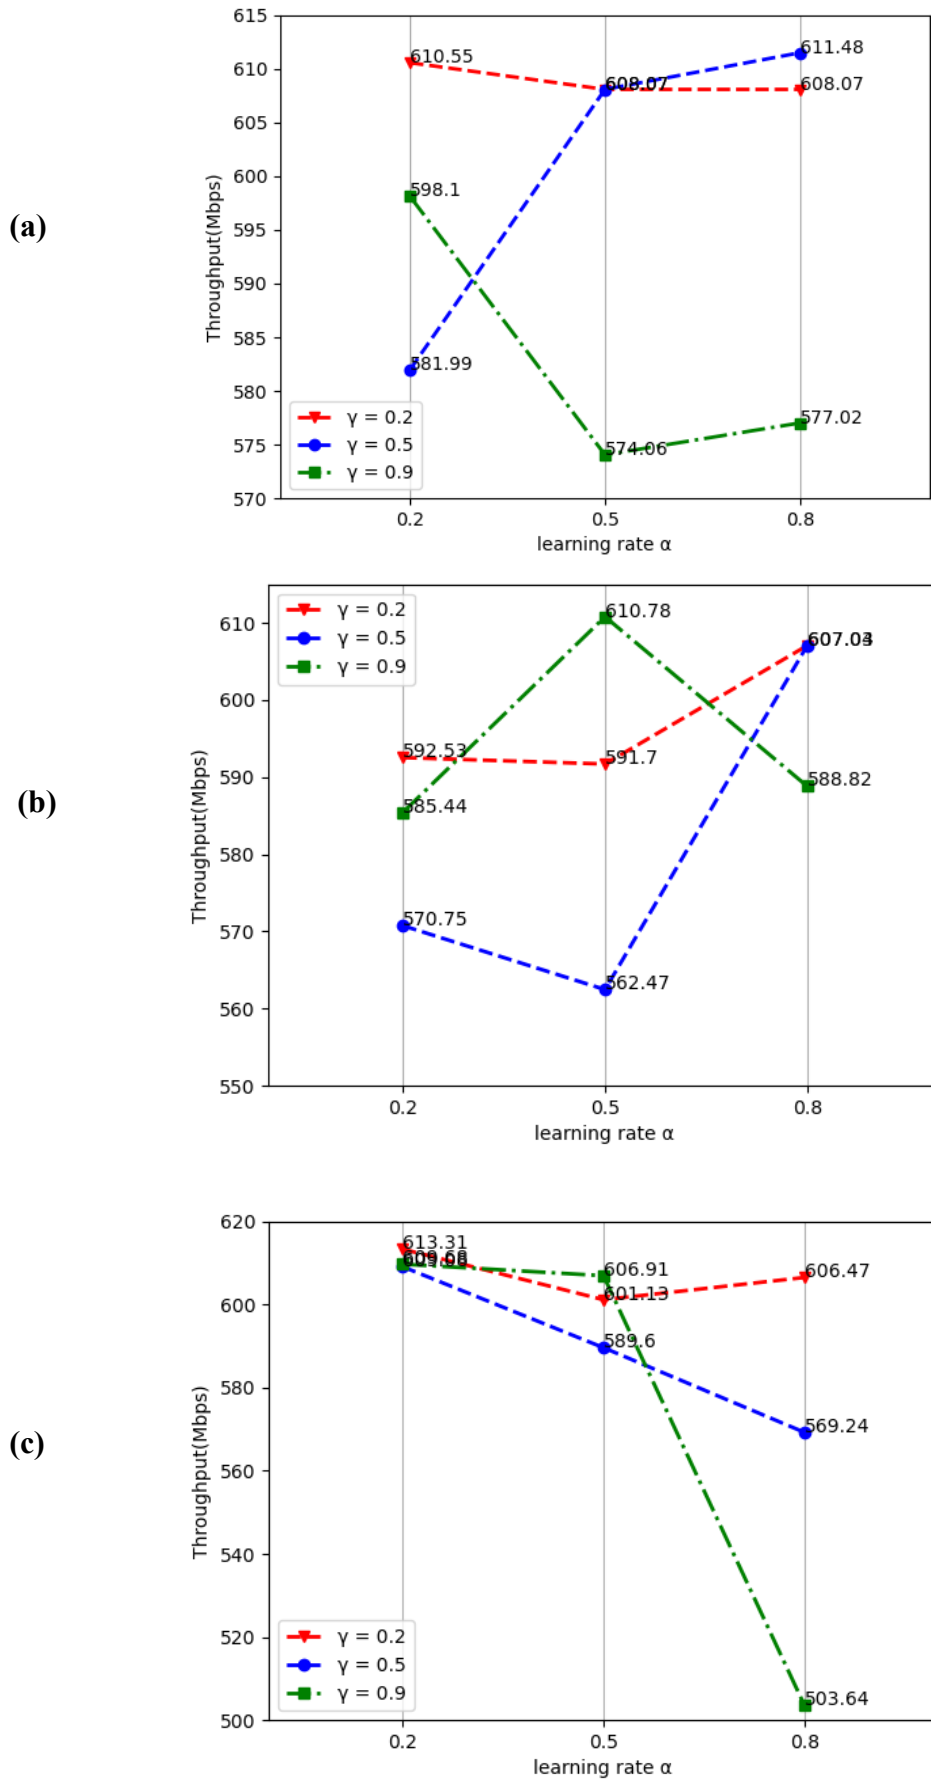 (a)
Throughput(Mbps)
615
610
605
600
595
590
585
580
575
570
610.55
608.07
611.48
608.07
598.1
581.99
574.06
577.02
γ = 0.2
γ = 0.5
γ = 0.9
0.2 0.5 0.8
learning rate α
(b)
Throughput(Mbps)
610
600
590
580
570
560
550
γ = 0.2
γ = 0.5
γ = 0.9
610.78
592.53
591.7
585.44
588.82
570.75
562.47
0.2 0.5 0.8
learning rate α
(c)
Throughput(Mbps)
620
600
580
560
540
520
500
613.31
606.91
601.13
606.47
589.6
569.24
503.64
γ = 0.2
γ = 0.5
γ = 0.9
0.2 0.5 0.8
learning rate α